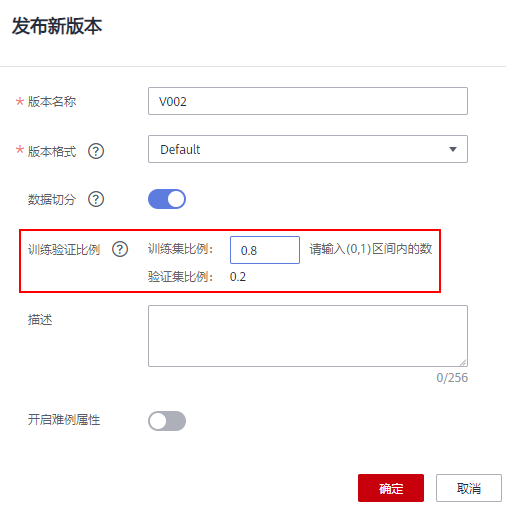 发布新版本
* 版本名称 V002
* 版本格式 ? Default
数据切分 ?
训练验证比例 ? 训练集比例： 0.8 请输入(0,1)区间内的数
验证集比例： 0.2
描述
0/256
开启难例属性
确定 取消